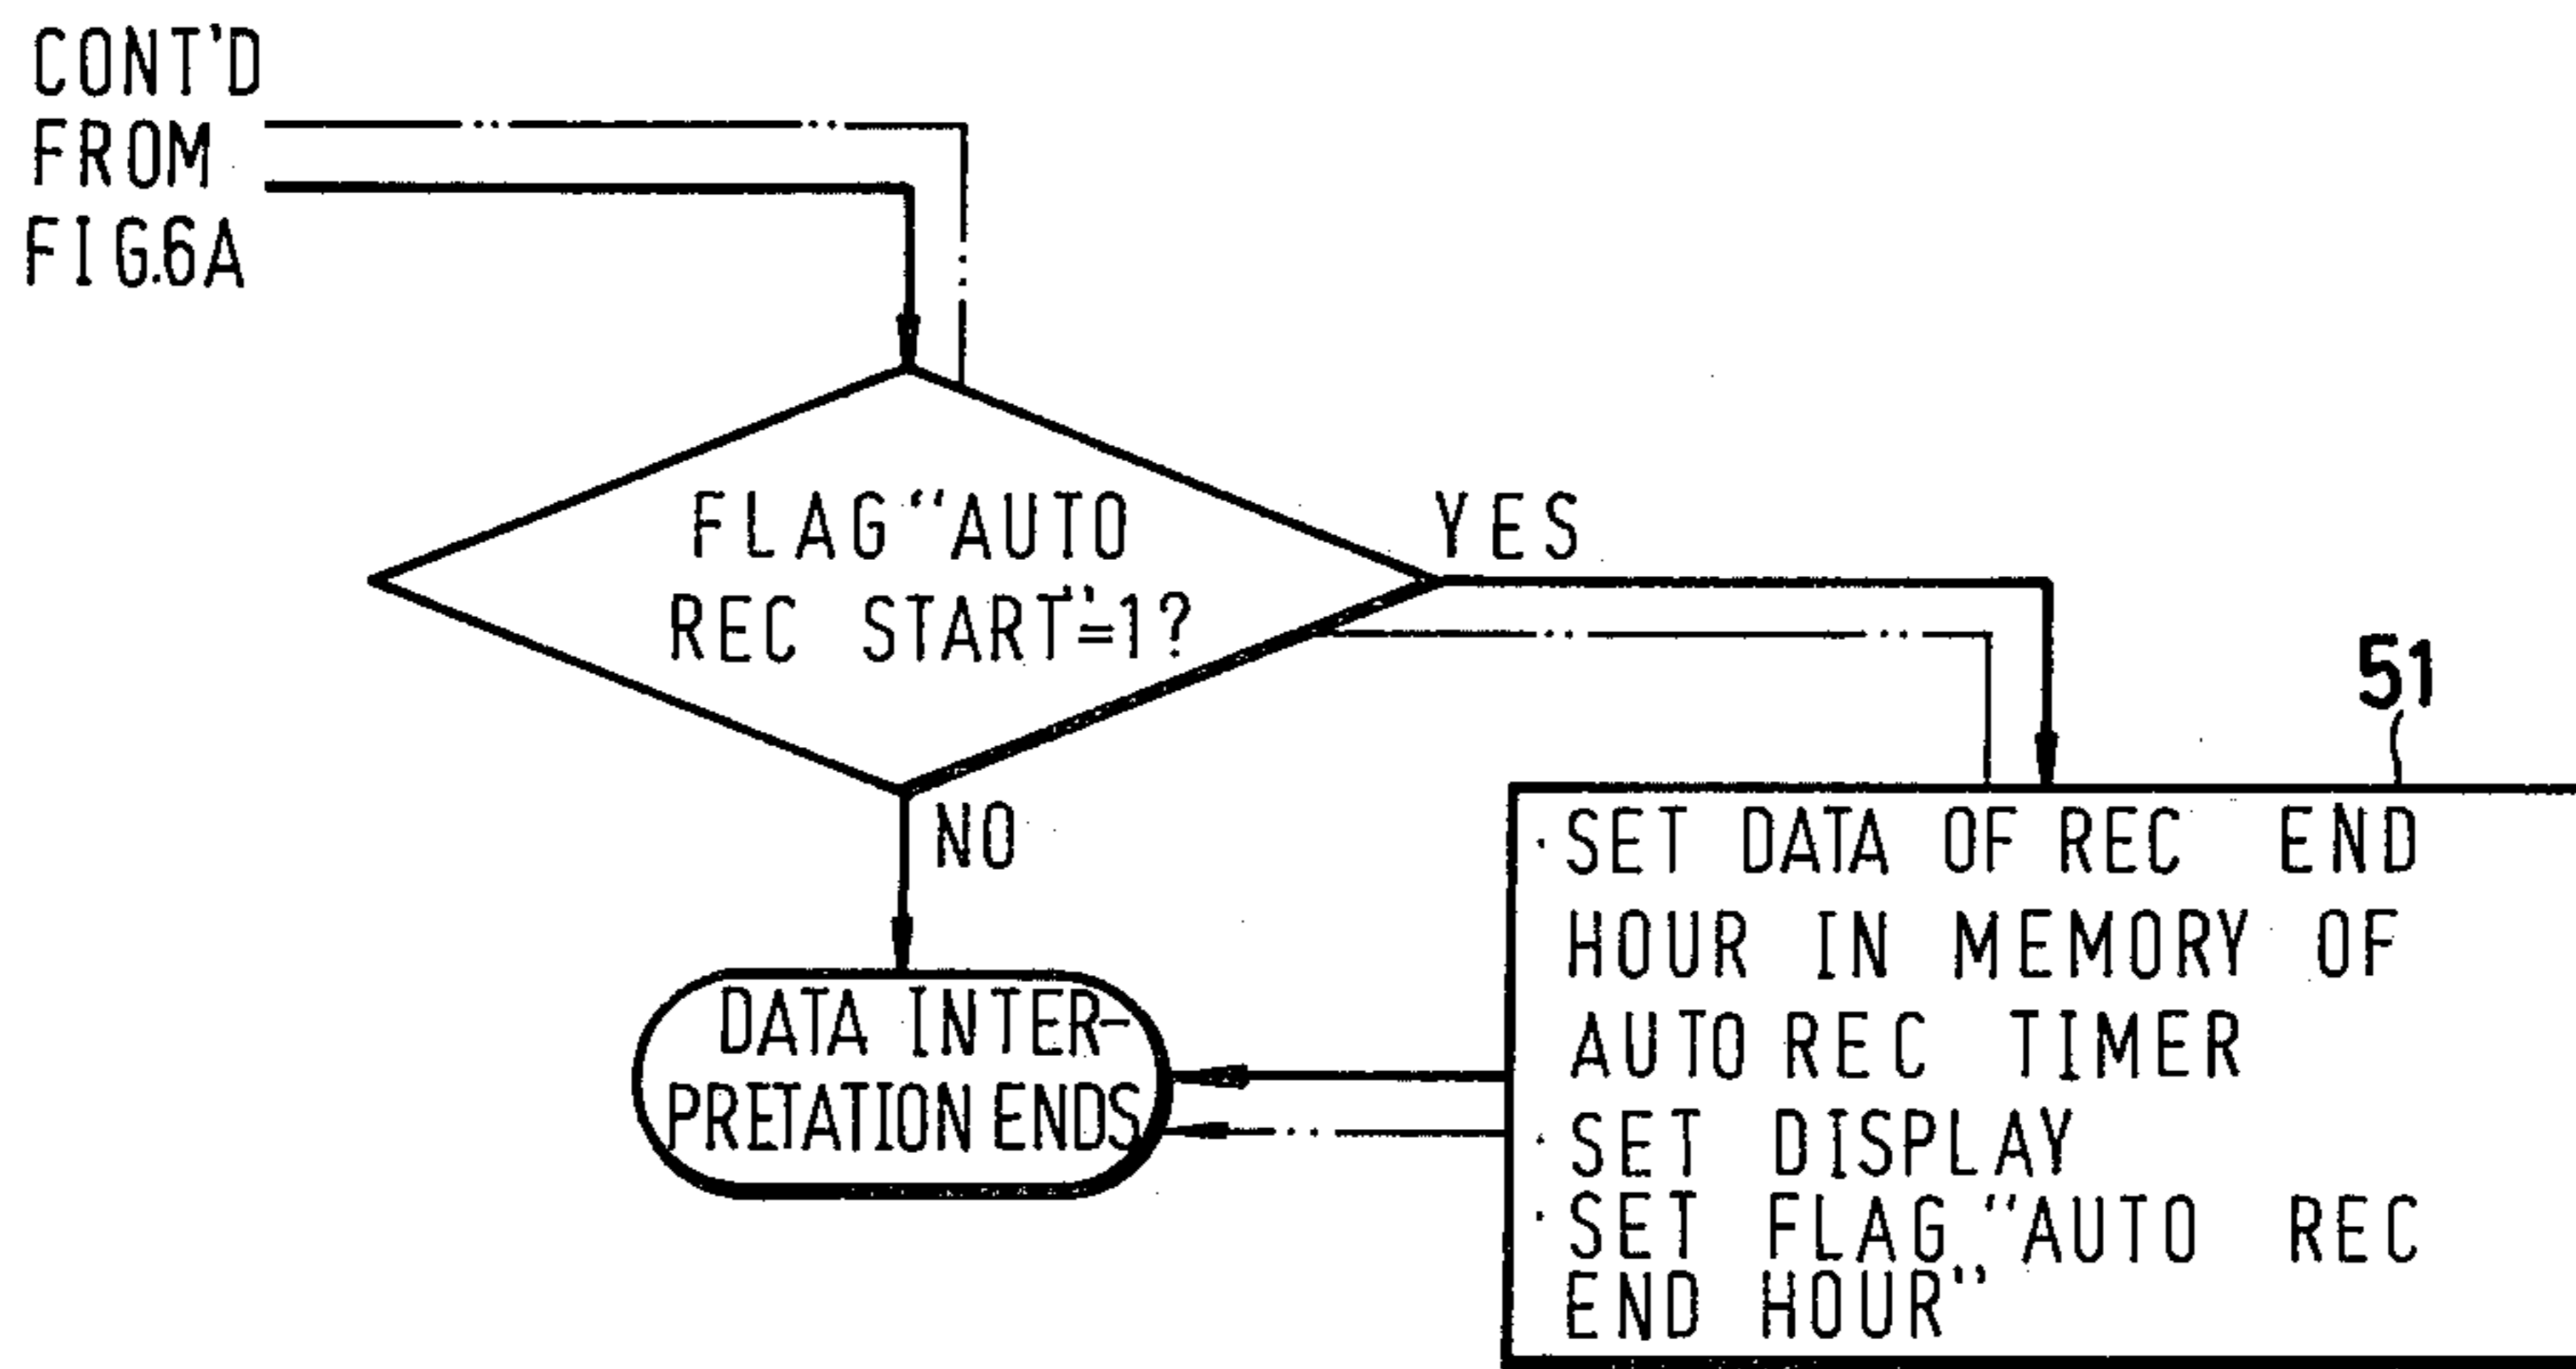 CONT'D
FROM
FIG.6A
FLAG "AUTO
REC START"=1?
YES
NO
51
·SET DATA OF REC END
HOUR IN MEMORY OF
AUTO REC TIMER
·SET DISPLAY
·SET FLAG "AUTO REC
END HOUR"
DATA INTER-
PRETATION ENDS